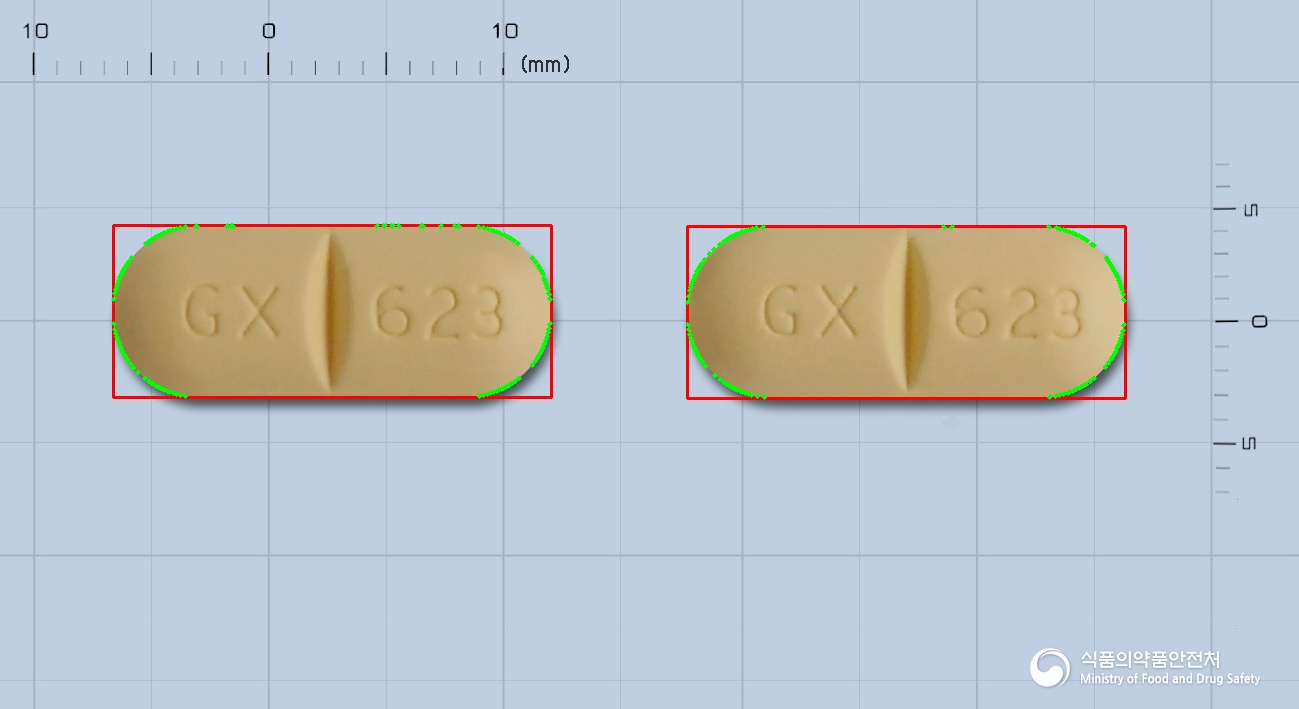 10 0 10
(mm)
GX 623
GX 623
5
0
5
식품의약품안전처
Ministry of Food and Drug Safety